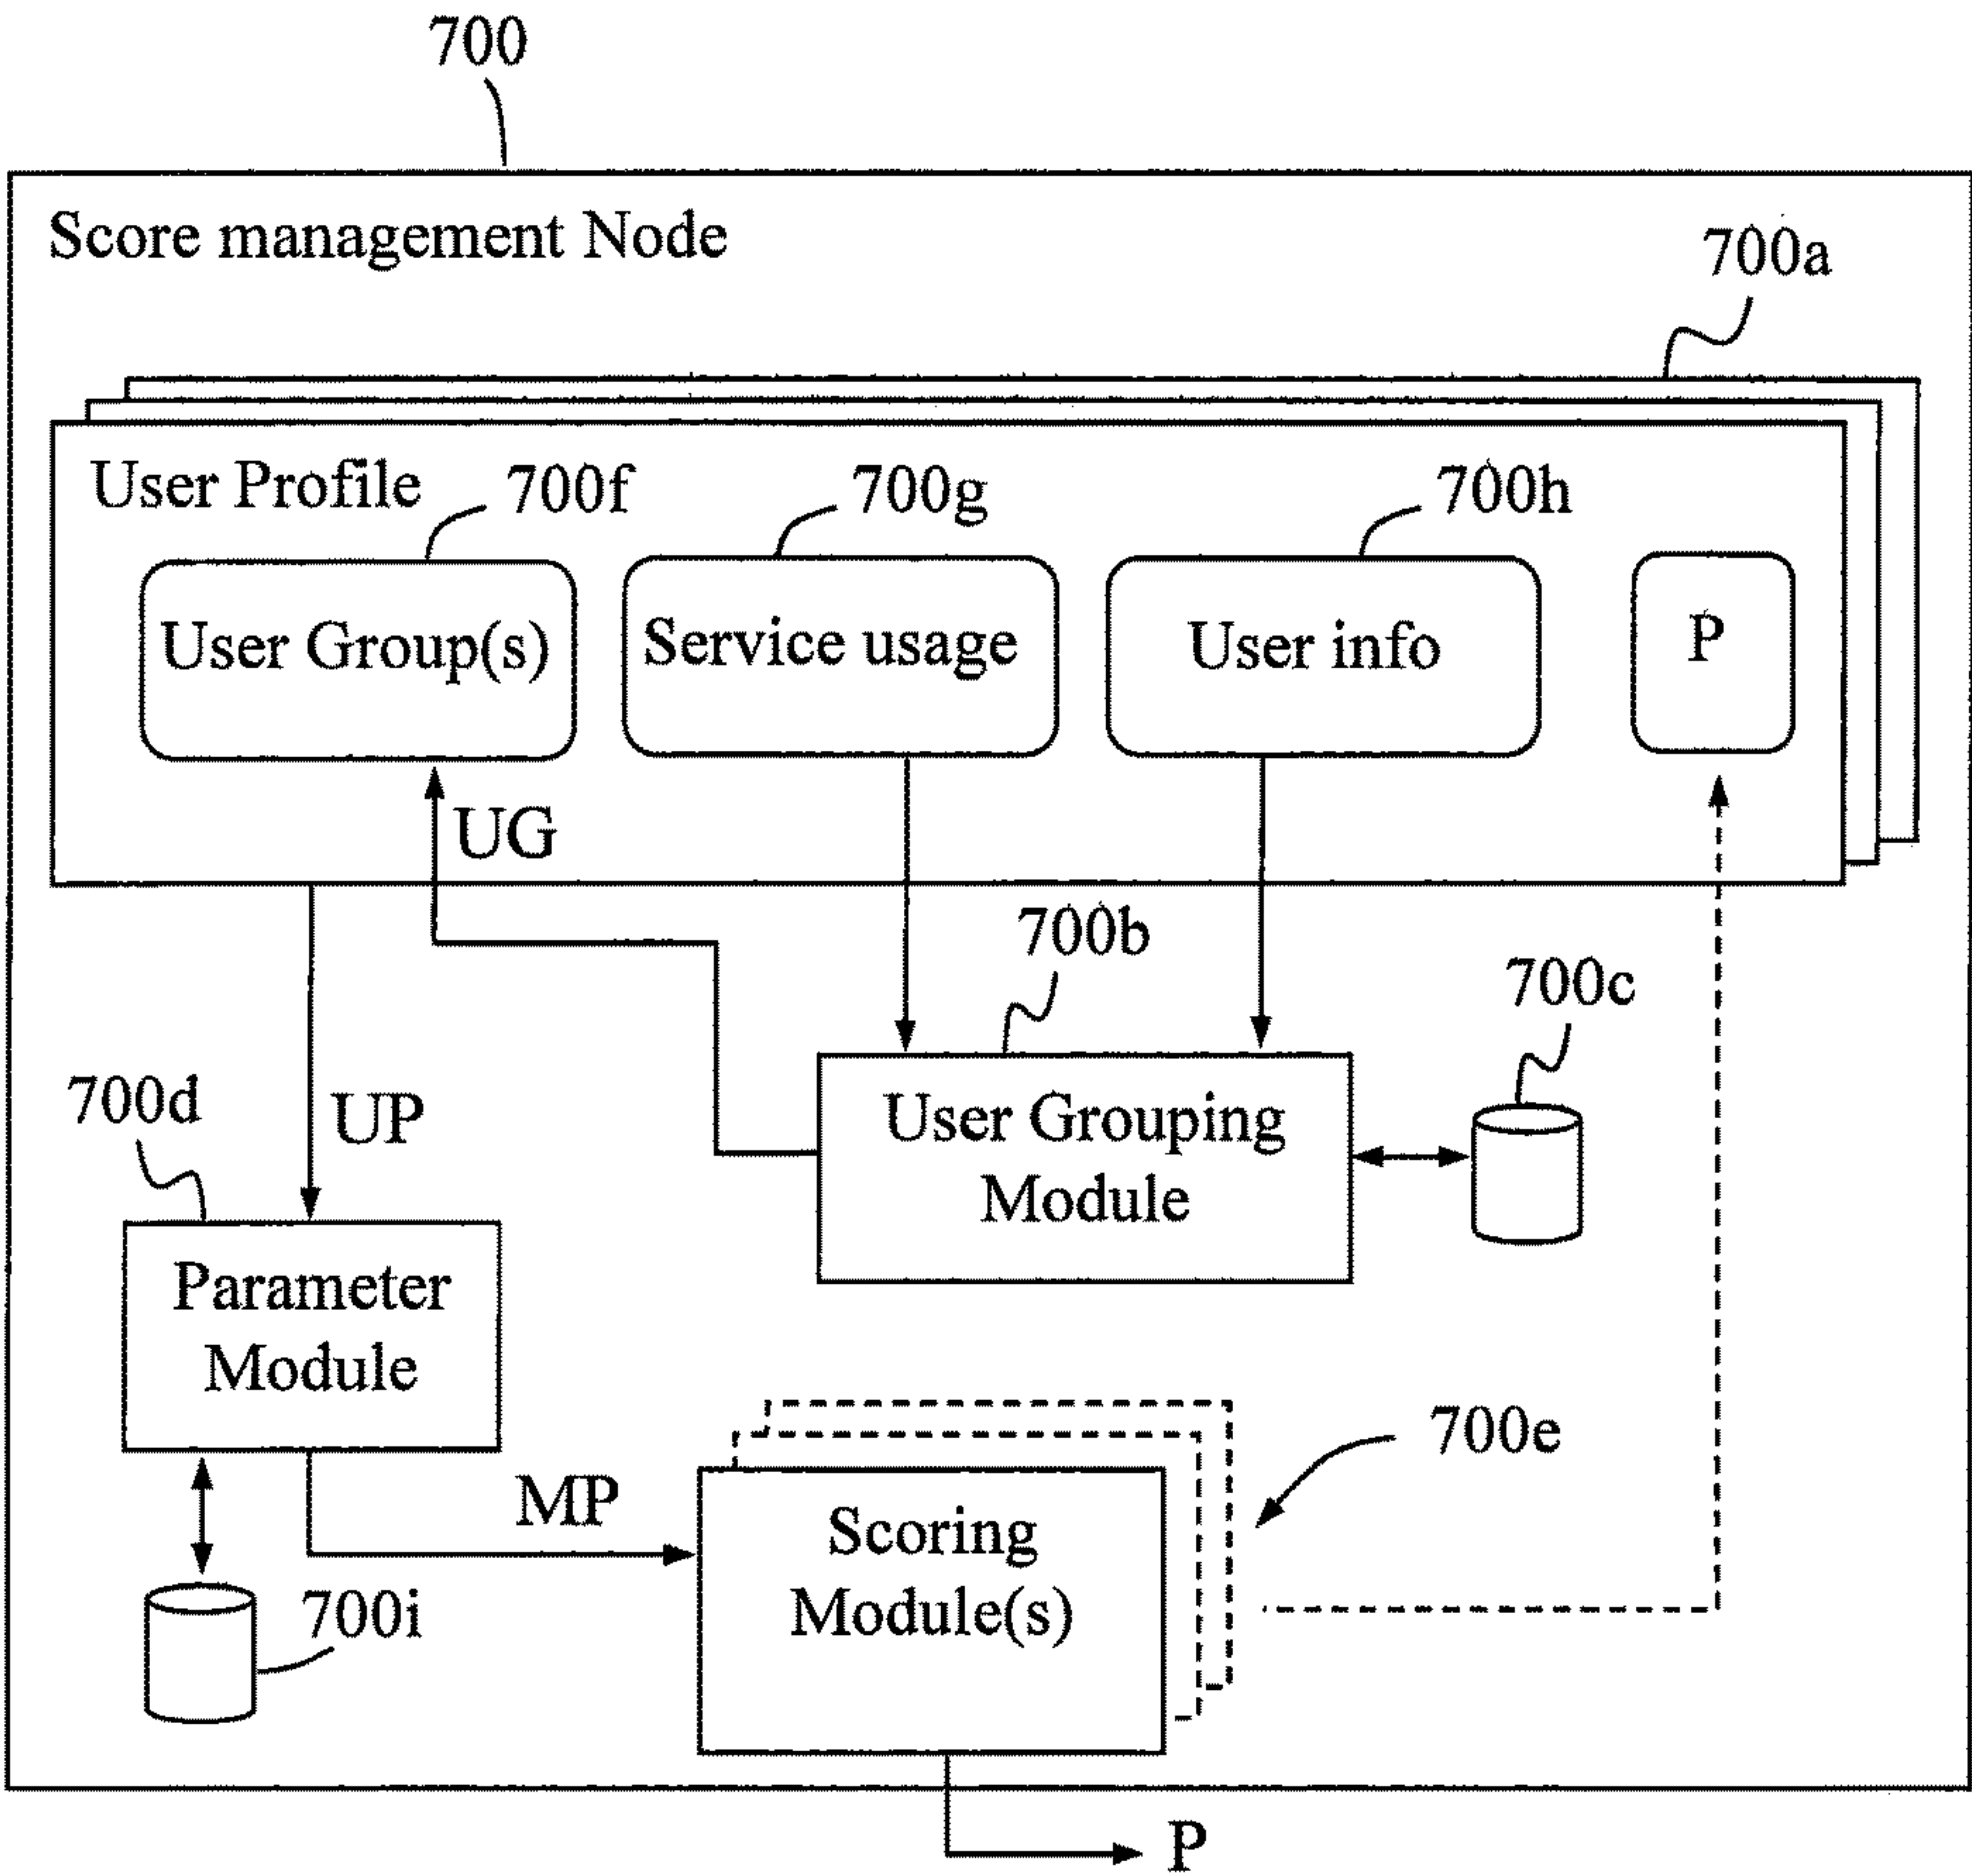 700
Score management Node
700a
User Profile
700f
700g
700h
User Group(s)
Service usage
User info
P
UG
700b
700c
700d
UP
User Grouping
Module
Parameter
Module
700e
MP
Scoring
Module(s)
700i
P